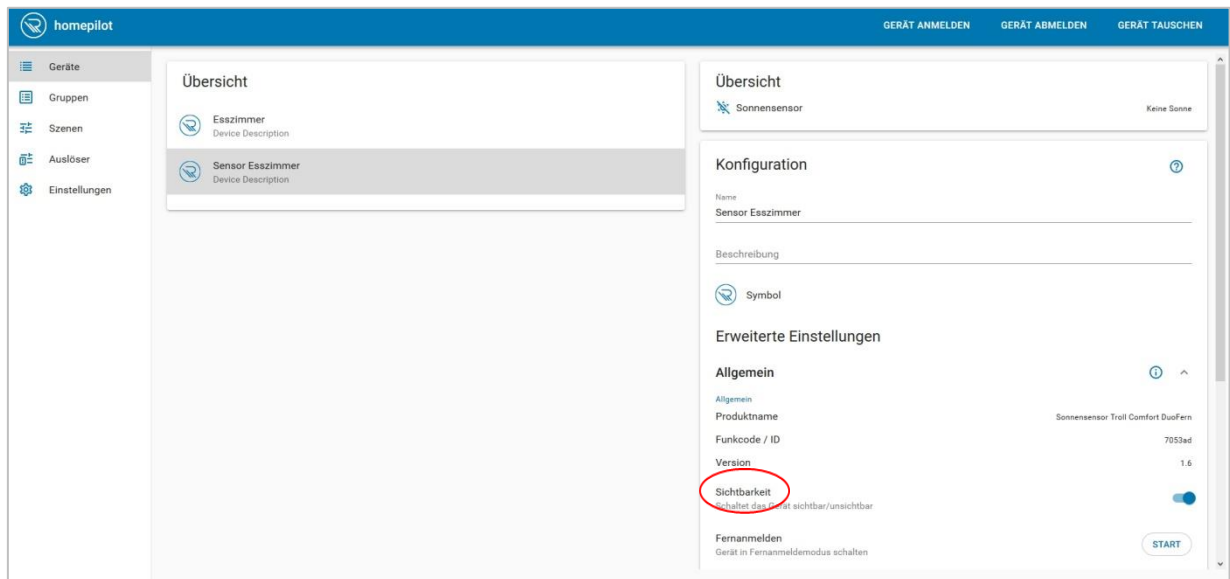 homepilot
GERÄT ANMELDEN
GERÄT ABMELDEN
GERÄT TAUSCHEN
Geräte
Gruppen
Szenen
Auslöser
Einstellungen
Übersicht
Esszimmer
Device Description
Sensor Esszimmer
Device Description
Übersicht
Sonnensensor
Keine Sonne
Konfiguration
Name
Sensor Esszimmer
Beschreibung
Symbol
Erweiterte Einstellungen
Allgemein
Allgemein
Produktname
Sonnensensor Troll Comfort DuoFern
Funkcode / ID
7053ad
Version
1.6
Sichtbarkeit
Schaltet das Gerät sichtbar/unsichtbar
Fernanmelden
Gerät in Fernanmeldemodus schalten
START